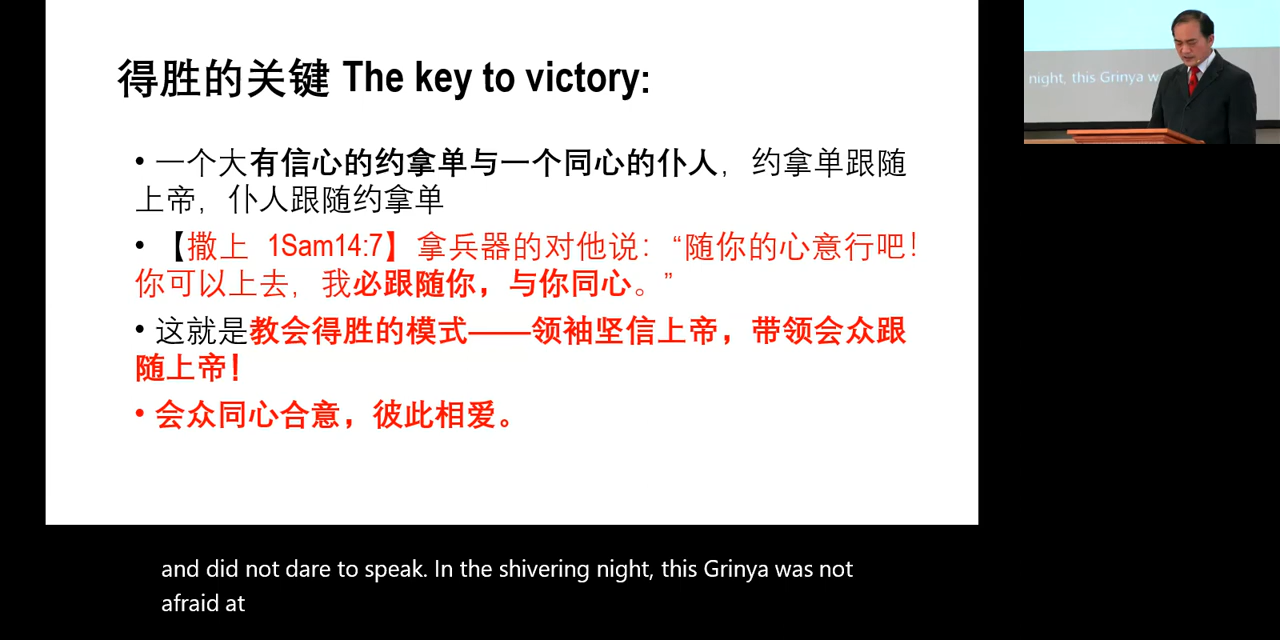 得胜的关键 The key to victory:
• 一个大有信心的约拿单与一个同心的仆人，约拿单跟随
上帝，仆人跟随约拿单
• 【撒上 1Sam14:7】拿兵器的对他说：“随你的心意行吧！
你可以上去，我必跟随你，与你同心。”
• 这就是教会得胜的模式——领袖坚信上帝，带领会众跟
随上帝！
• 会众同心合意，彼此相爱。
night, this Grinya w
and did not dare to speak. In the shivering night, this Grinya was not
afraid at